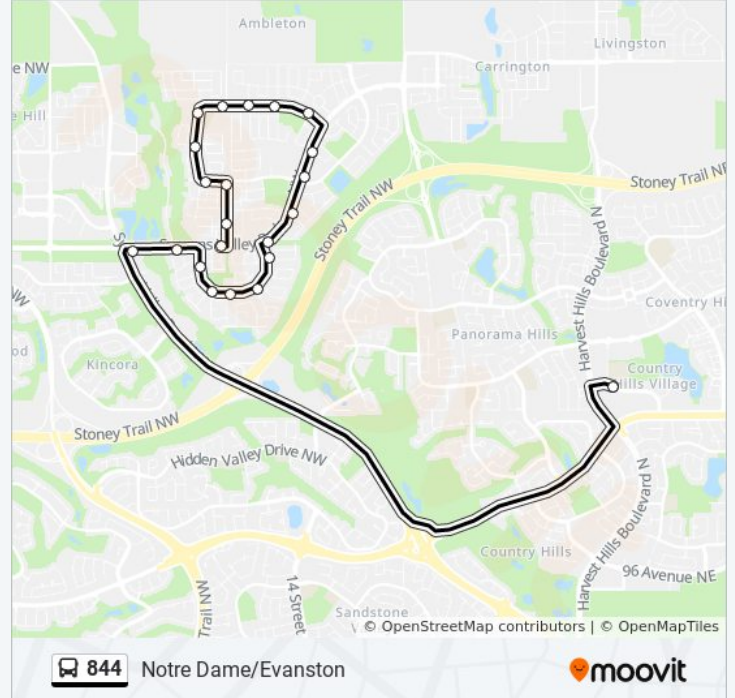 Ambleton
Livingston
e NW
Carrington
e Hill
Stoney Trail NE
Stoney Trail NW
Harvest Hills Boulevard N
NW
Coventry Hi
Panorama Hills
od
Kincora
Country
Hills Village
Stoney Trail NW
Hidden Valley Drive NW
Harvest Hills Boulevard N
Country Hills
96 Avenue NE
Trail NW
14 Street
Sandstone
© OpenStreetMap contributors | © OpenMapTiles
844 Notre Dame/Evanston
moovit